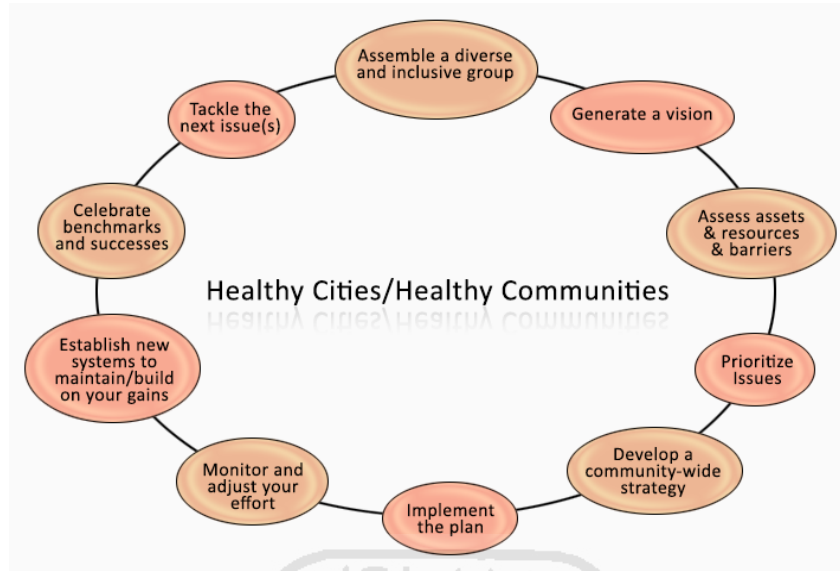 Assemble a diverse
and inclusive group
Generate a vision
Assess assets
& resources
& barriers
Prioritize
Issues
Develop a
community-wide
strategy
Implement
the plan
Monitor and
adjust your
effort
Establish new
systems to
maintain/build
on your gains
Celebrate
benchmarks
and successes
Tackle the
next issue(s)
Healthy Cities/Healthy Communities